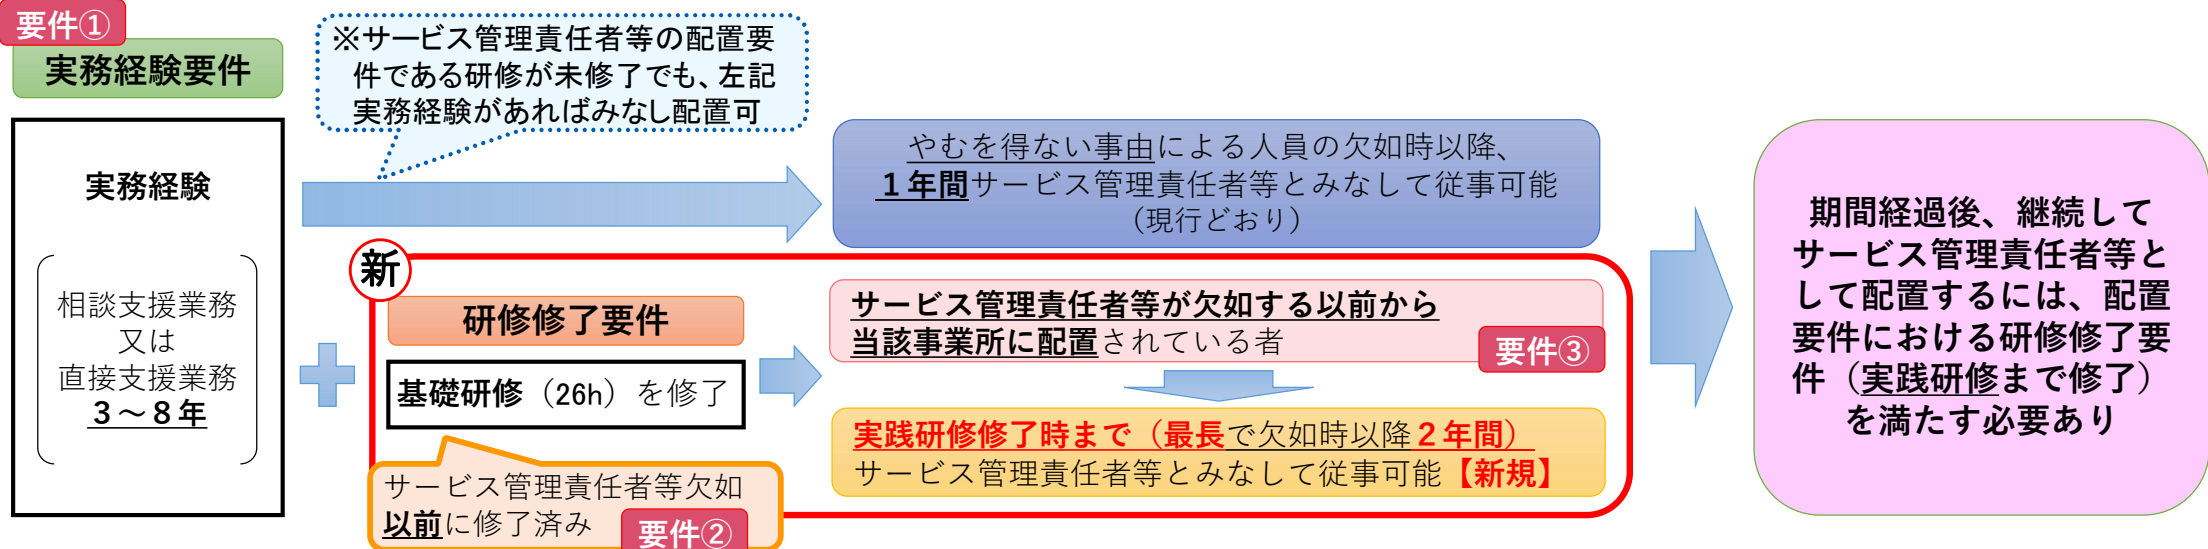 要件①
実務経験要件
実務経験
相談支援業務
又は
直接支援業務
３～８年
※サービス管理責任者等の配置要
件である研修が未修了でも、左記
実務経験があればみなし配置可
やむを得ない事由による人員の欠如時以降、
１年間サービス管理責任者等とみなして従事可能
（現行どおり）
新
研修修了要件
基礎研修（26h）を修了
サービス管理責任者等欠如
以前に修了済み
要件②
サービス管理責任者等が欠如する以前から
当該事業所に配置されている者
要件③
実践研修修了時まで（最長で欠如時以降２年間）
サービス管理責任者等とみなして従事可能【新規】
期間経過後、継続して
サービス管理責任者等と
して配置するには、配置
要件における研修修了要
件（実践研修まで修了）
を満たす必要あり